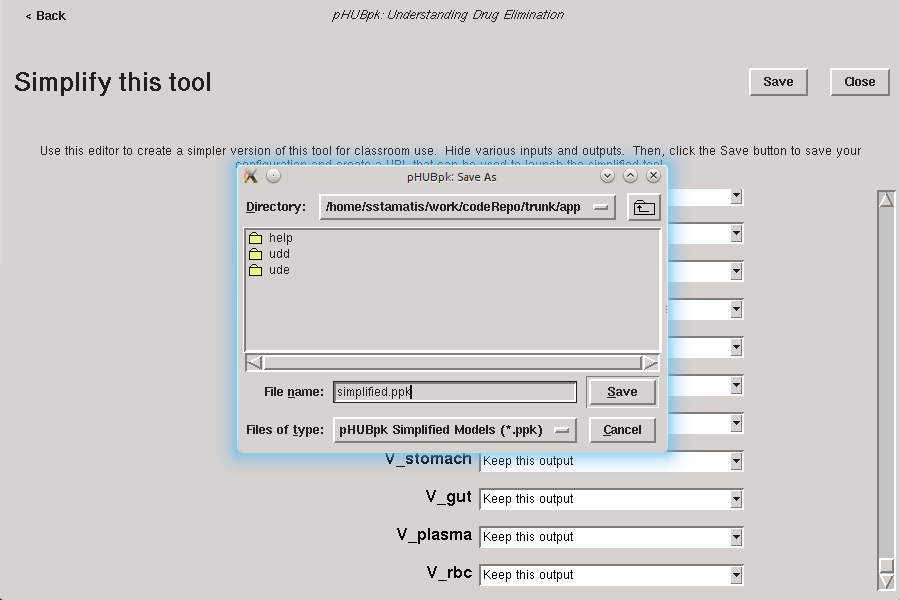 < Back
pHUBpk: Understanding Drug Elimination
Simplify this tool
Save
Close
Use this editor to create a simpler version of this tool for classroom use. Hide various inputs and outputs. Then, click the Save button to save your
configuration and create a URL that can be used to launch the simplified tool.
pHUBpk: Save As
Directory:
/home/sstamatis/work/codeRepo/trunk/app
help
udd
ude
File name:
simplified.ppk
Save
Files of type:
pHUBpk Simplified Models (*.ppk)
Cancel
V_stomach
Keep this output
V_gut
Keep this output
V_plasma
Keep this output
V_rbc
Keep this output